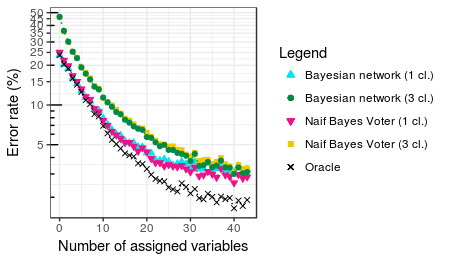 50
45
40
35
30
25
20
15
10
5
Error rate (%)
0
10
20
30
40
Number of assigned variables
Legend
Bayesian network (1 cl.)
Bayesian network (3 cl.)
Naif Bayes Voter (1 cl.)
Naif Bayes Voter (3 cl.)
Oracle